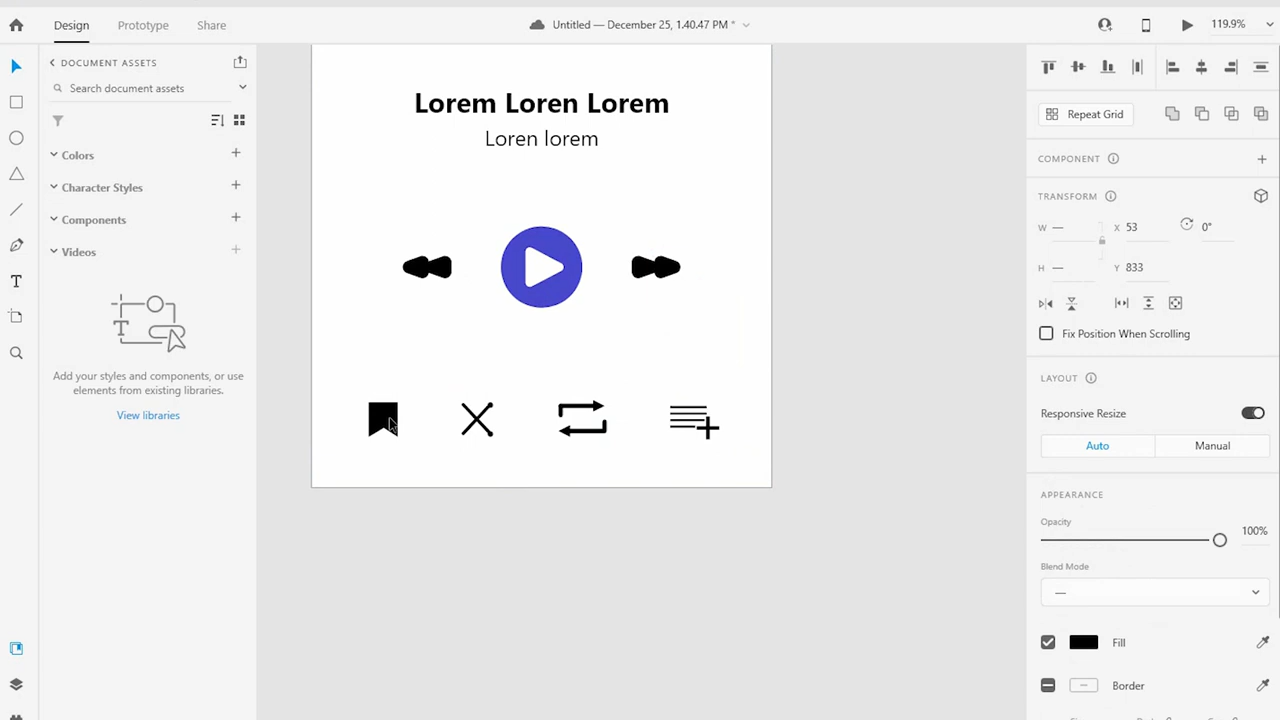 Design Prototype Share
Untitled — December 25, 1.40.47 PM *
119.9%
DOCUMENT ASSETS
Search document assets
Colors
Character Styles
Components
Videos
Add your styles and components, or use
elements from existing libraries.
View libraries
Lorem Loren Lorem
Loren lorem
Repeat Grid
COMPONENT
TRANSFORM
W — X 53 0°
H — Y 833
Fix Position When Scrolling
LAYOUT
Responsive Resize
Auto Manual
APPEARANCE
Opacity
100%
Blend Mode
—
Fill
Border